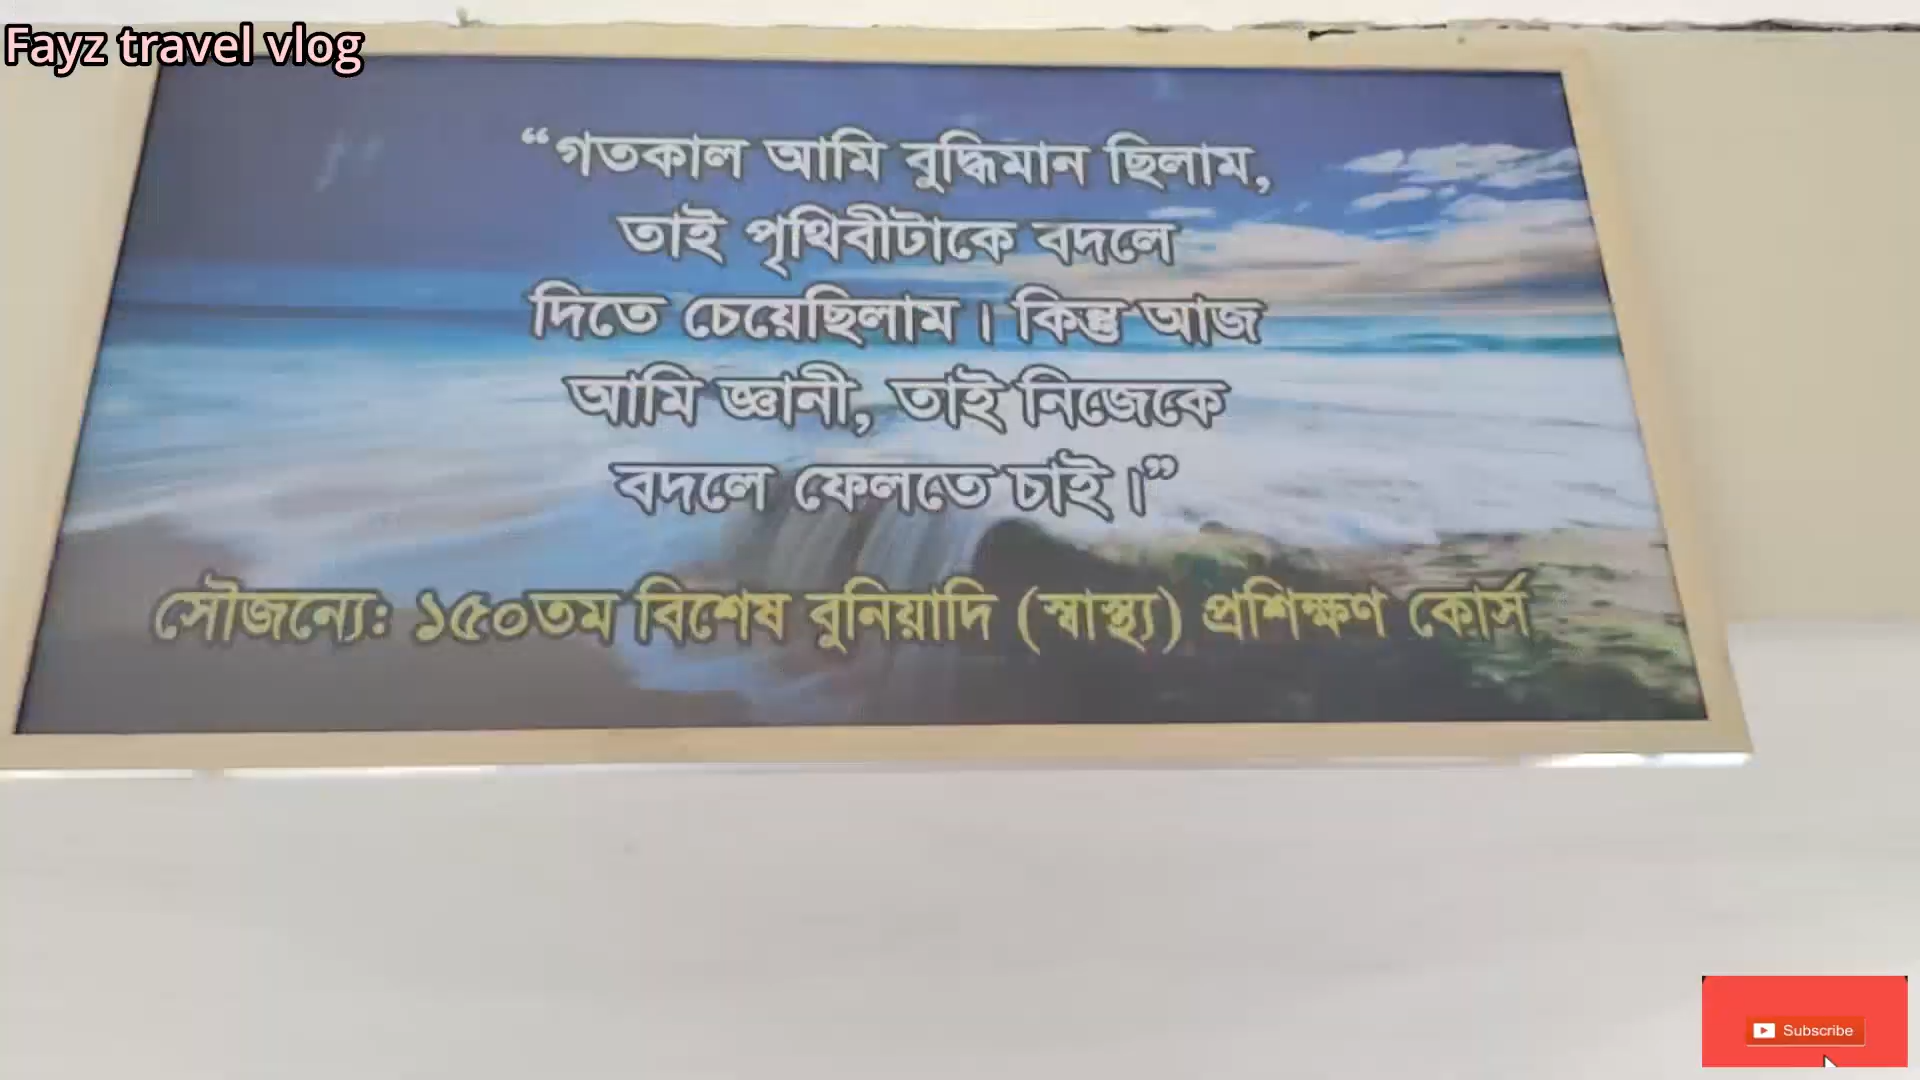 Fayz travel vlog
“গতকাল আমি বুদ্ধিমান ছিলাম,
তাই পৃথিবীটাকে বদলে
দিতে চেয়েছিলাম। কিন্তু আজ
আমি জ্ঞানী, তাই নিজেকে
বদলে ফেলতে চাই।”
সৌজন্যে: ১৫০তম বিশেষ বুনিয়াদি (স্বাস্থ্য) প্রশিক্ষণ কোর্স
Subscribe